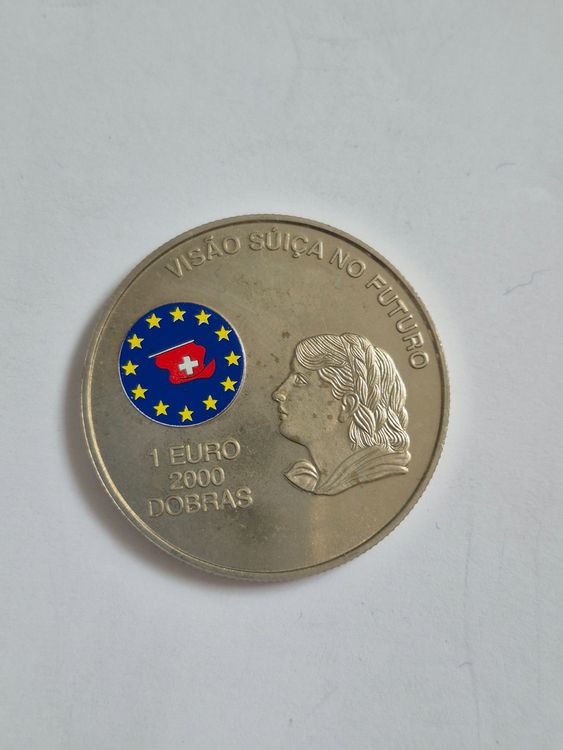 VISÃO SÚIÇA NO FUTURO
1 EURO
2000
DOBRAS